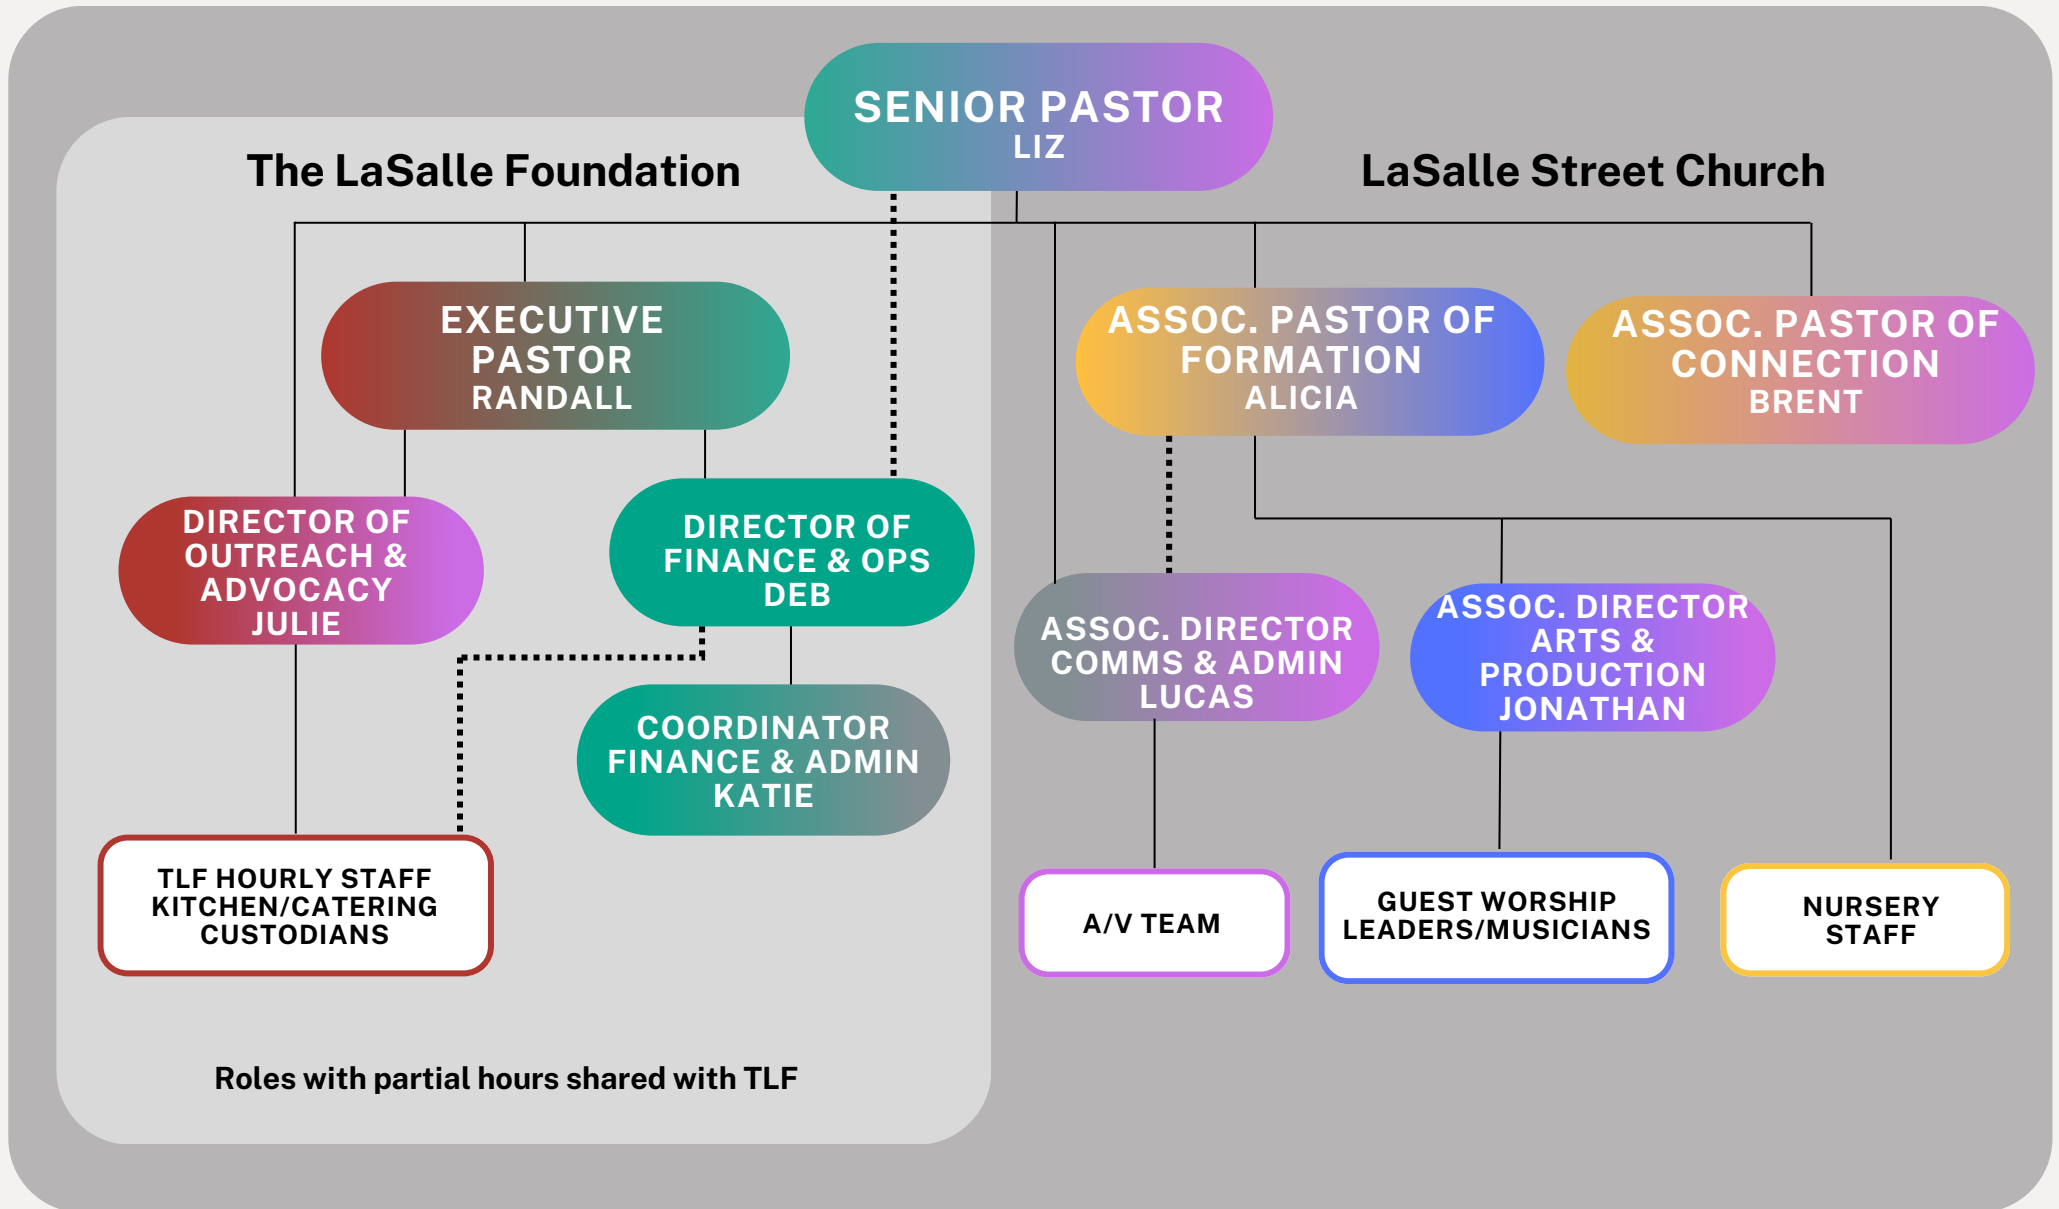 SENIOR PASTOR
LIZ
The LaSalle Foundation
LaSalle Street Church
EXECUTIVE
PASTOR
RANDALL
ASSOC. PASTOR OF
FORMATION
ALICIA
ASSOC. PASTOR OF
CONNECTION
BRENT
DIRECTOR OF
OUTREACH &
ADVOCACY
JULIE
DIRECTOR OF
FINANCE & OPS
DEB
ASSOC. DIRECTOR
COMMS & ADMIN
LUCAS
ASSOC. DIRECTOR
ARTS &
PRODUCTION
JONATHAN
COORDINATOR
FINANCE & ADMIN
KATIE
TLF HOURLY STAFF
KITCHEN/CATERING
CUSTODIANS
A/V TEAM
GUEST WORSHIP
LEADERS/MUSICIANS
NURSERY
STAFF
Roles with partial hours shared with TLF